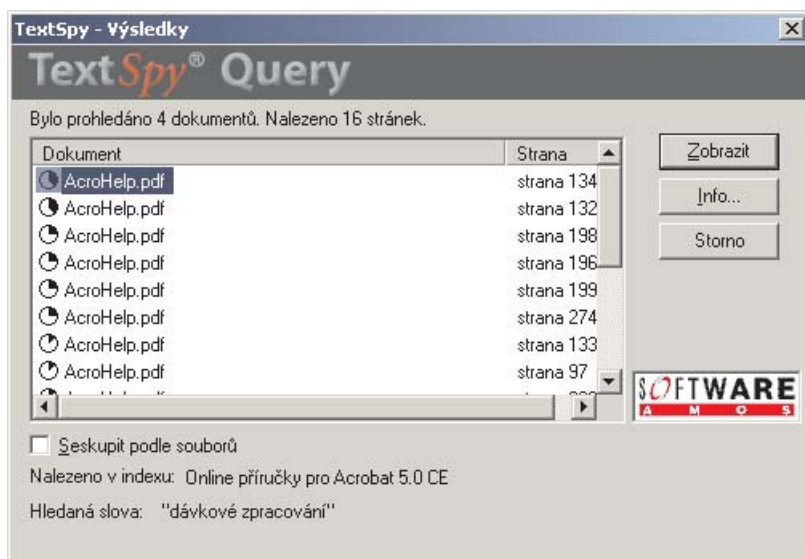 TextSpy - Výsledky
TextSpy® Query
Bylo prohledáno 4 dokumentů. Nalezeno 16 stránek.
Dokument Strana
AcroHelp.pdf strana 134
AcroHelp.pdf strana 132
AcroHelp.pdf strana 198
AcroHelp.pdf strana 196
AcroHelp.pdf strana 199
AcroHelp.pdf strana 274
AcroHelp.pdf strana 133
AcroHelp.pdf strana 97
Zobrazit
Info...
Storno
SOFTWARE
AMOS
Seskupit podle souborů
Nalezeno v indexu: Online příručky pro Acrobat 5.0 CE
Hledaná slova: "dávkové zpracování"